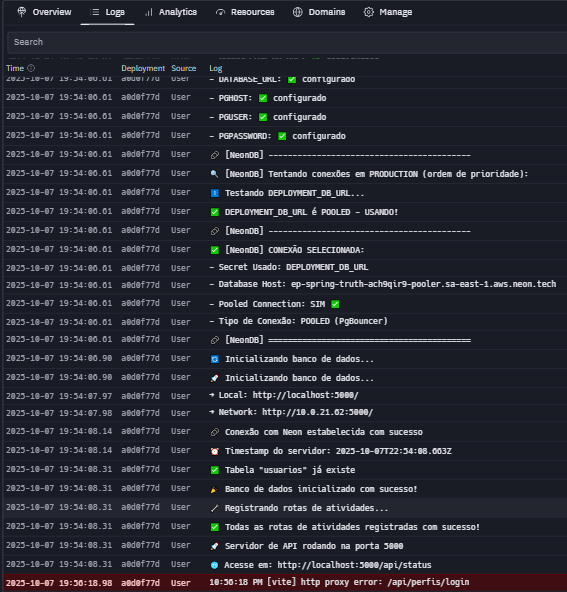 Overview Logs Analytics Resources Domains Manage
Search
Time Deployment Source Log
2025-10-07 19:54:06.61 a0d0f77d User - DATABASE_URL: ✅ configurado
2025-10-07 19:54:06.61 a0d0f77d User - PGHOST: ✅ configurado
2025-10-07 19:54:06.61 a0d0f77d User - PGUSER: ✅ configurado
2025-10-07 19:54:06.61 a0d0f77d User - PGPASSWORD: ✅ configurado
2025-10-07 19:54:06.61 a0d0f77d User 🔗 [NeonDB] ------------------------------------------
2025-10-07 19:54:06.61 a0d0f77d User 🔍 [NeonDB] Tentando conexões em PRODUCTION (ordem de prioridade):
2025-10-07 19:54:06.61 a0d0f77d User Testando DEPLOYMENT_DB_URL...
2025-10-07 19:54:06.61 a0d0f77d User ✅ DEPLOYMENT_DB_URL é POOLED - USANDO!
2025-10-07 19:54:06.61 a0d0f77d User 🔗 [NeonDB] ------------------------------------------
2025-10-07 19:54:06.61 a0d0f77d User ✅ [NeonDB] CONEXÃO SELECIONADA:
2025-10-07 19:54:06.61 a0d0f77d User - Secret Usado: DEPLOYMENT_DB_URL
2025-10-07 19:54:06.61 a0d0f77d User - Database Host: ep-spring-truth-ach9qir9-pooler.sa-east-1.aws.neon.tech
2025-10-07 19:54:06.61 a0d0f77d User - Pooled Connection: SIM ✅
2025-10-07 19:54:06.61 a0d0f77d User - Tipo de Conexão: POOLED (PgBouncer)
2025-10-07 19:54:06.61 a0d0f77d User 🔗 [NeonDB] ==========================================
2025-10-07 19:54:06.90 a0d0f77d User 🔄 Inicializando banco de dados...
2025-10-07 19:54:06.90 a0d0f77d User 🚀 Inicializando banco de dados...
2025-10-07 19:54:07.97 a0d0f77d User ➜ Local: http://localhost:5000/
2025-10-07 19:54:07.98 a0d0f77d User ➜ Network: http://10.0.21.62:5000/
2025-10-07 19:54:08.14 a0d0f77d User 🔗 Conexão com Neon estabelecida com sucesso
2025-10-07 19:54:08.14 a0d0f77d User ⏰ Timestamp do servidor: 2025-10-07T22:54:08.663Z
2025-10-07 19:54:08.31 a0d0f77d User ✅ Tabela "usuarios" já existe
2025-10-07 19:54:08.31 a0d0f77d User 🎉 Banco de dados inicializado com sucesso!
2025-10-07 19:54:08.31 a0d0f77d User Registrando rotas de atividades...
2025-10-07 19:54:08.31 a0d0f77d User ✅ Todas as rotas de atividades registradas com sucesso!
2025-10-07 19:54:08.31 a0d0f77d User 🚀 Servidor de API rodando na porta 5000
2025-10-07 19:54:08.31 a0d0f77d User 🌐 Acesse em: http://localhost:5000/api/status
2025-10-07 19:56:18.98 a0d0f77d User 10:56:18 PM [vite] http proxy error: /api/perfis/login